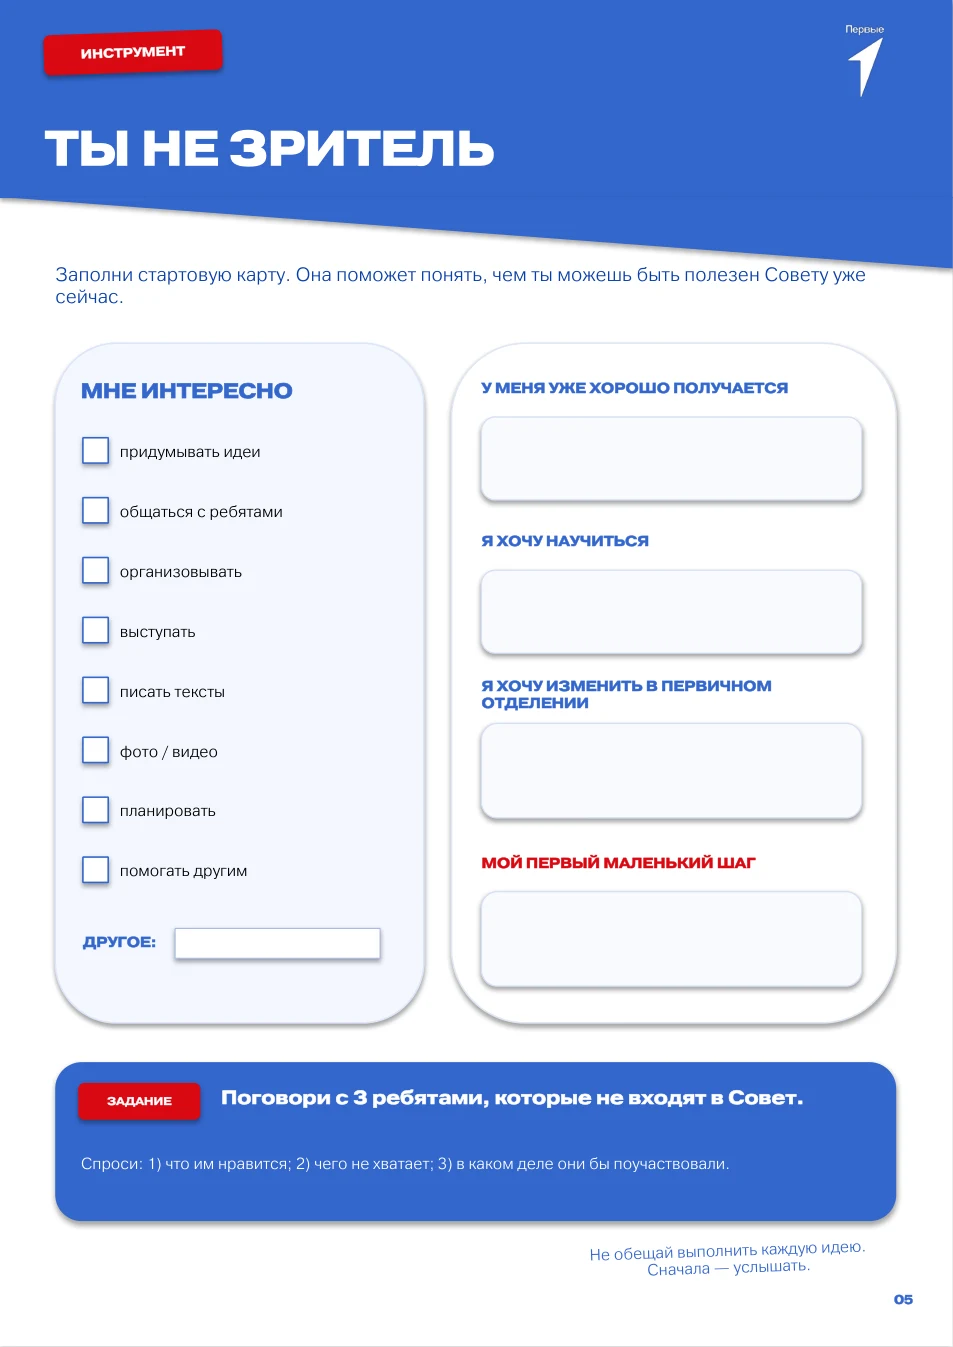 ИНСТРУМЕНТ
Первые
ТЫ НЕ ЗРИТЕЛЬ
Заполни стартовую карту. Она поможет понять, чем ты можешь быть полезен Совету уже
сейчас.
МНЕ ИНТЕРЕСНО
придумывать идеи
общаться с ребятами
организовывать
выступать
писать тексты
фото / видео
планировать
помогать другим
ДРУГОЕ:
У МЕНЯ УЖЕ ХОРОШО ПОЛУЧАЕТСЯ
Я ХОЧУ НАУЧИТЬСЯ
Я ХОЧУ ИЗМЕНИТЬ В ПЕРВИЧНОМ
ОТДЕЛЕНИИ
МОЙ ПЕРВЫЙ МАЛЕНЬКИЙ ШАГ
ЗАДАНИЕ
Поговори с 3 ребятами, которые не входят в Совет.
Спроси: 1) что им нравится; 2) чего не хватает; 3) в каком деле они бы поучаствовали.
Не обещай выполнить каждую идею.
Сначала — услышать.
05